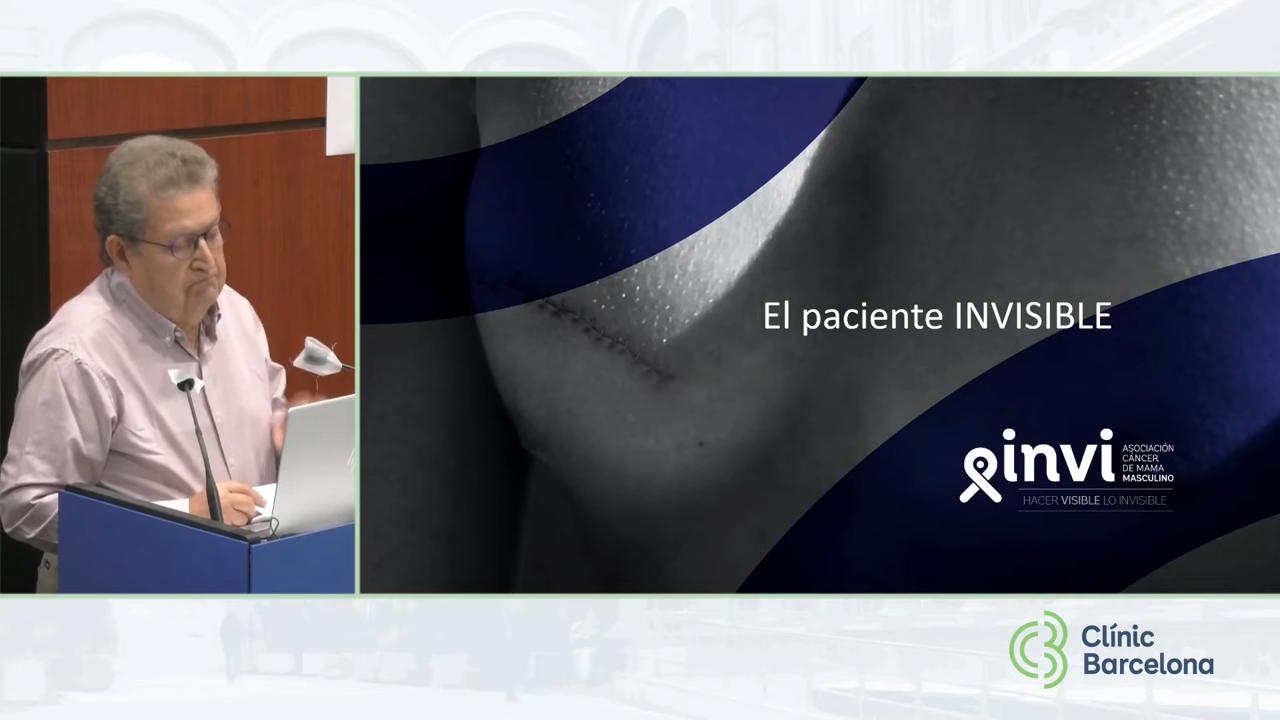 El paciente INVISIBLE
invi
ASOCIACIÓN
CÁNCER
DE MAMA
MASCULINO
HACER VISIBLE LO INVISIBLE
Clínic
Barcelona